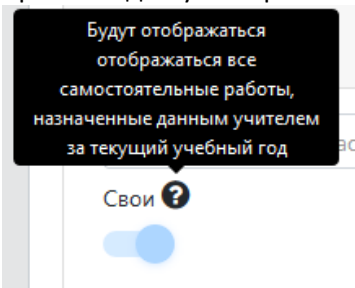 Будут отображаться
отображаться все
самостоятельные работы,
назначенные данным учителем
за текущий учебный год
Свои ?